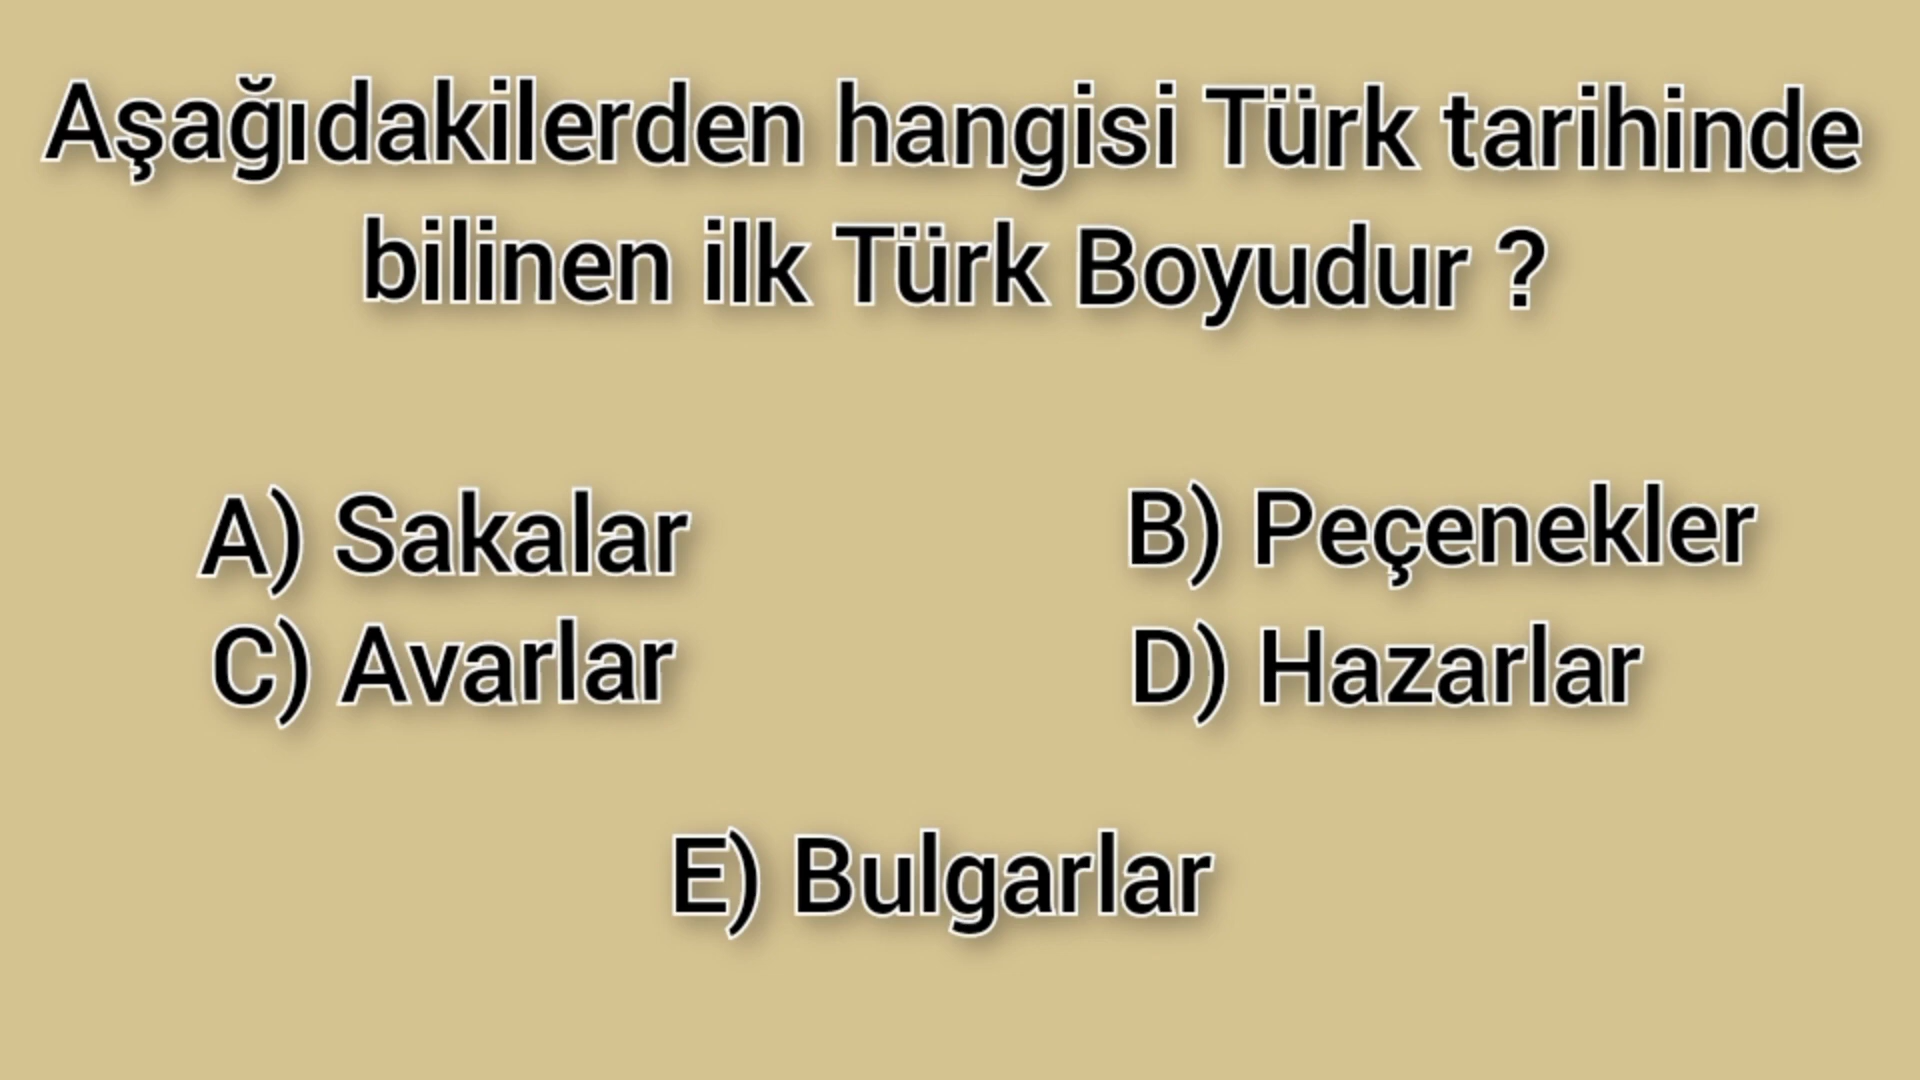 Aşağıdakilerden hangisi Türk tarihinde
bilinen ilk Türk Boyudur ?
A) Sakalar
B) Peçenekler
C) Avarlar
D) Hazarlar
E) Bulgarlar